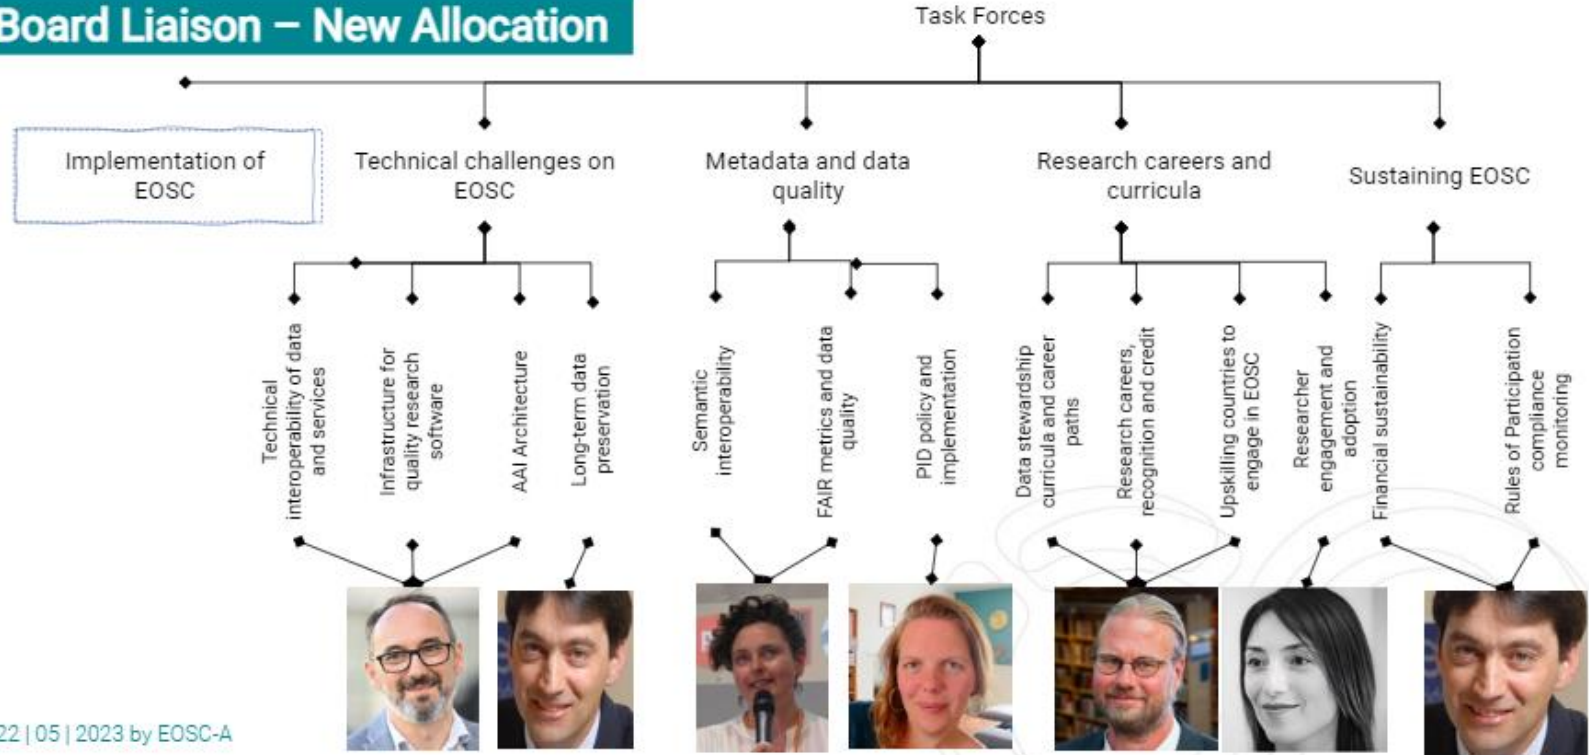 Board Liaison – New Allocation
Task Forces
Implementation of
EOSC
Technical challenges on
EOSC
Metadata and data
quality
Research careers and
curricula
Sustaining EOSC
Technical
interoperability of data
and services
Infrastructure for
quality research
software
AAI Architecture
Long-term data
preservation
Semantic
interoperability
FAIR metrics and data
quality
PID policy and
implementation
Data stewardship
curricula and career
paths
Research careers,
recognition and credit
Upskilling countries to
engage in EOSC
Researcher
engagement and
adoption
Financial sustainability
Rules of Participation
compliance
monitoring
22 | 05 | 2023 by EOSC-A